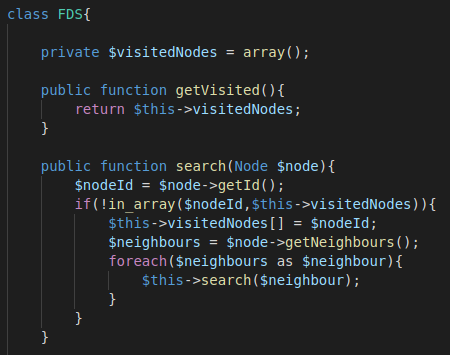 class FDS{
private $visitedNodes = array();
public function getVisited(){
return $this->visitedNodes;
}
public function search(Node $node){
$nodeId = $node->getId();
if(!in_array($nodeId,$this->visitedNodes)){
$this->visitedNodes[] = $nodeId;
$neighbours = $node->getNeighbours();
foreach($neighbours as $neighbour){
$this->search($neighbour);
}
}
}